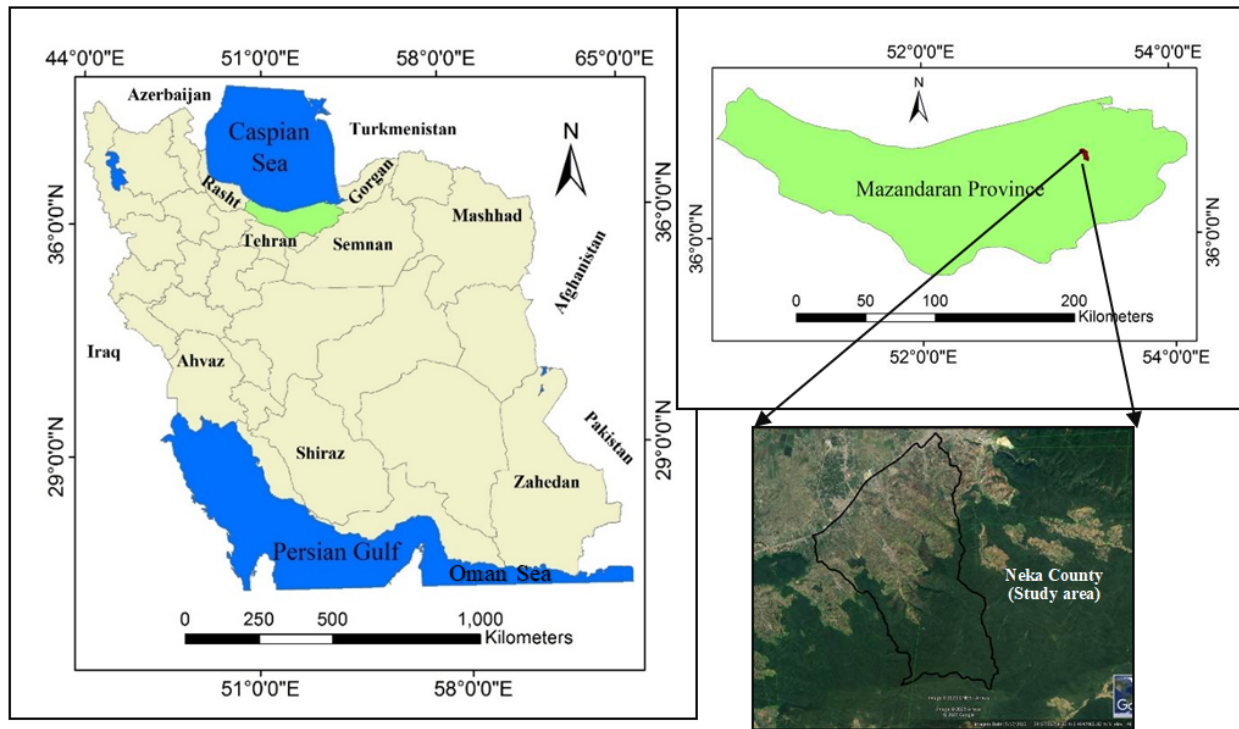 44°0'0"E
51°0'0"E
58°0'0"E
65°0'0"E
Azerbaijan
Caspian
Sea
Turkmenistan
N
Rasht
Gorgan
Mashhad
36°0'0"N
36°0'0"N
Tehran
Semnan
Afghanistan
Iraq
Ahvaz
Pakistan
29°0'0"N
29°0'0"N
Shiraz
Zahedan
Persian Gulf
Oman Sea
0 250 500 1,000
Kilometers
51°0'0"E
58°0'0"E
52°0'0"E
54°0'0"E
N
Mazandaran Province
36°0'0"N
36°0'0"N
0 50 100 200
Kilometers
52°0'0"E
54°0'0"E
Neka County
(Study area)
Go